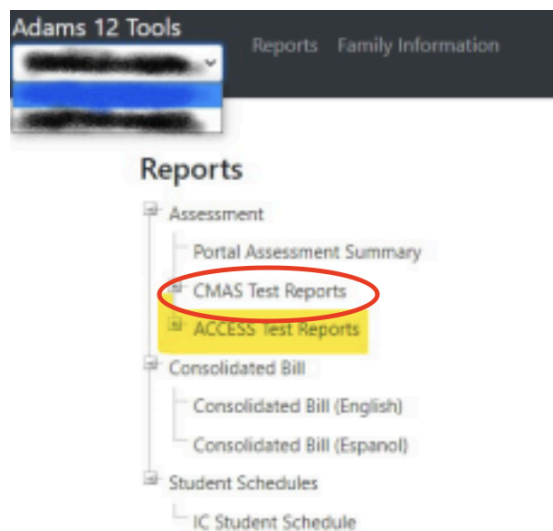 Adams 12 Tools
Reports Family Information
Reports
Assessment
Portal Assessment Summary
CMAS Test Reports
ACCESS Test Reports
Consolidated Bill
Consolidated Bill (English)
Consolidated Bill (Espanol)
Student Schedules
IC Student Schedule